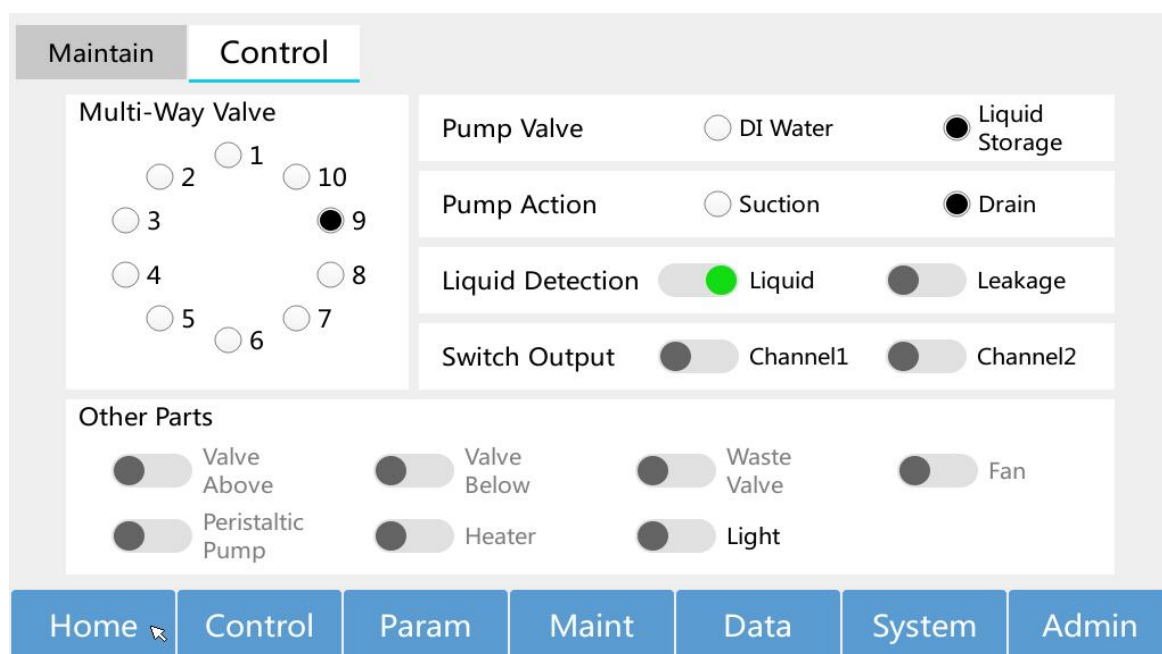 Maintain Control
Multi-Way Valve
1
2 10
3 9
4 8
5 7
6
Pump Valve DI Water Liquid
Storage
Pump Action Suction Drain
Liquid Detection Liquid Leakage
Switch Output Channel1 Channel2
Other Parts
Valve
Above
Valve
Below
Waste
Valve
Fan
Peristaltic
Pump
Heater
Light
Home Control Param Maint Data System Admin